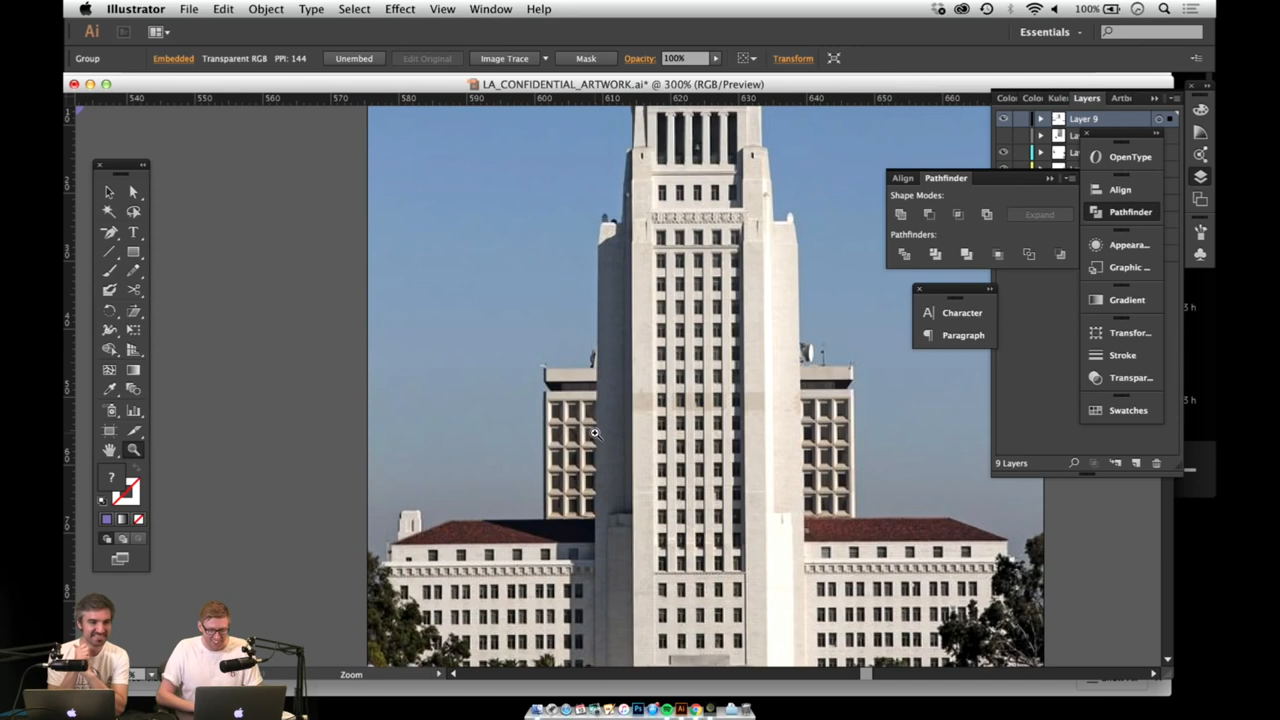 Illustrator File Edit Object Type Select Effect View Window Help 100%
Ai Essentials
Group Embedded Transparent RGB PPI: 144 Unembed Edit Original Image Trace Mask Opacity: 100% Transform
LA_CONFIDENTIAL_ARTWORK.ai* @ 300% (RGB/Preview)
540 550 560 570 580 590 600 610 620 630 640 650 660
Color Kuler Layers Artb
Layer 9
La
La
OpenType
Align Pathfinder
Align
Shape Modes:
Pathfinder
Expand
Pathfinders:
Appeara...
Graphic ...
Gradient
Character
Paragraph
Transfor...
Stroke
Transpar...
Swatches
9 Layers
T
?
Zoom